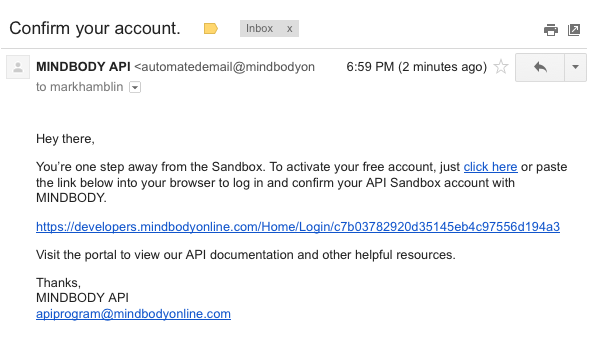 Confirm your account. Inbox x
MINDBODY API <automatedemail@mindbodyon 6:59 PM (2 minutes ago)
to markhamblin
Hey there,
You're one step away from the Sandbox. To activate your free account, just click here or paste
the link below into your browser to log in and confirm your API Sandbox account with
MINDBODY.
https://developers.mindbodyonline.com/Home/Login/c7b03782920d35145eb4c97556d194a3
Visit the portal to view our API documentation and other helpful resources.
Thanks,
MINDBODY API
apiprogram@mindbodyonline.com